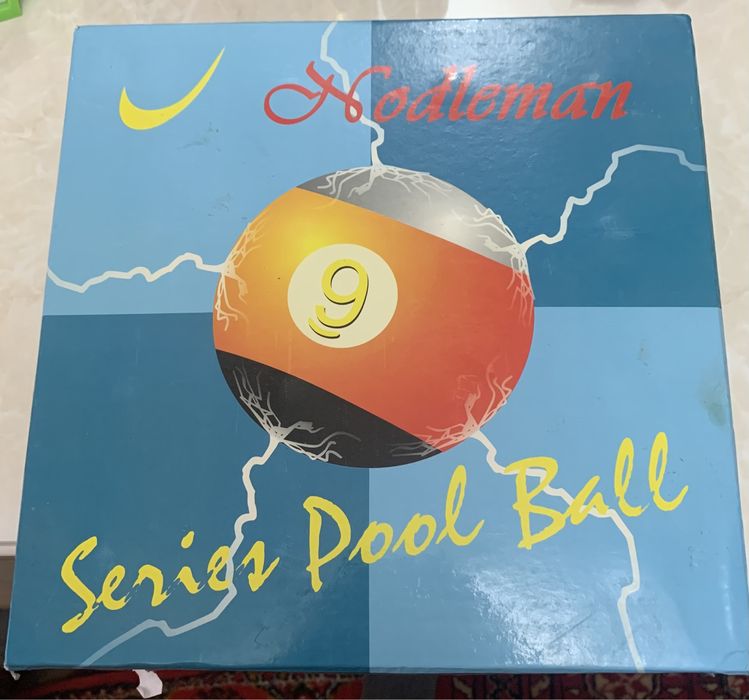 Nodleman
9
Series Pool Ball